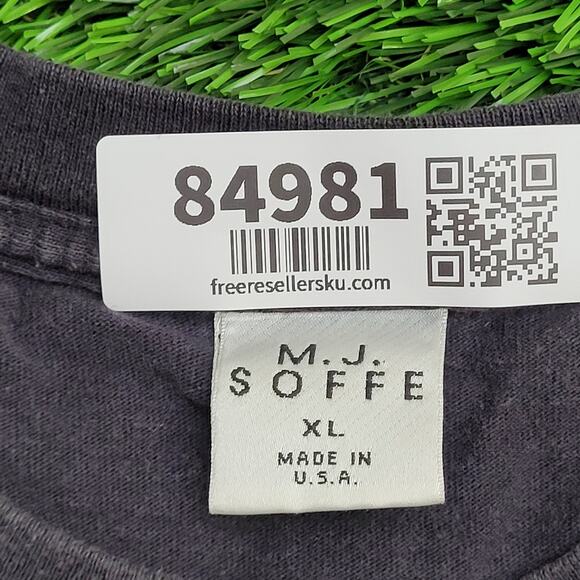 84981
freeresellersku.com
M.J.
SOFFE
XL
MADE IN
U.S.A.